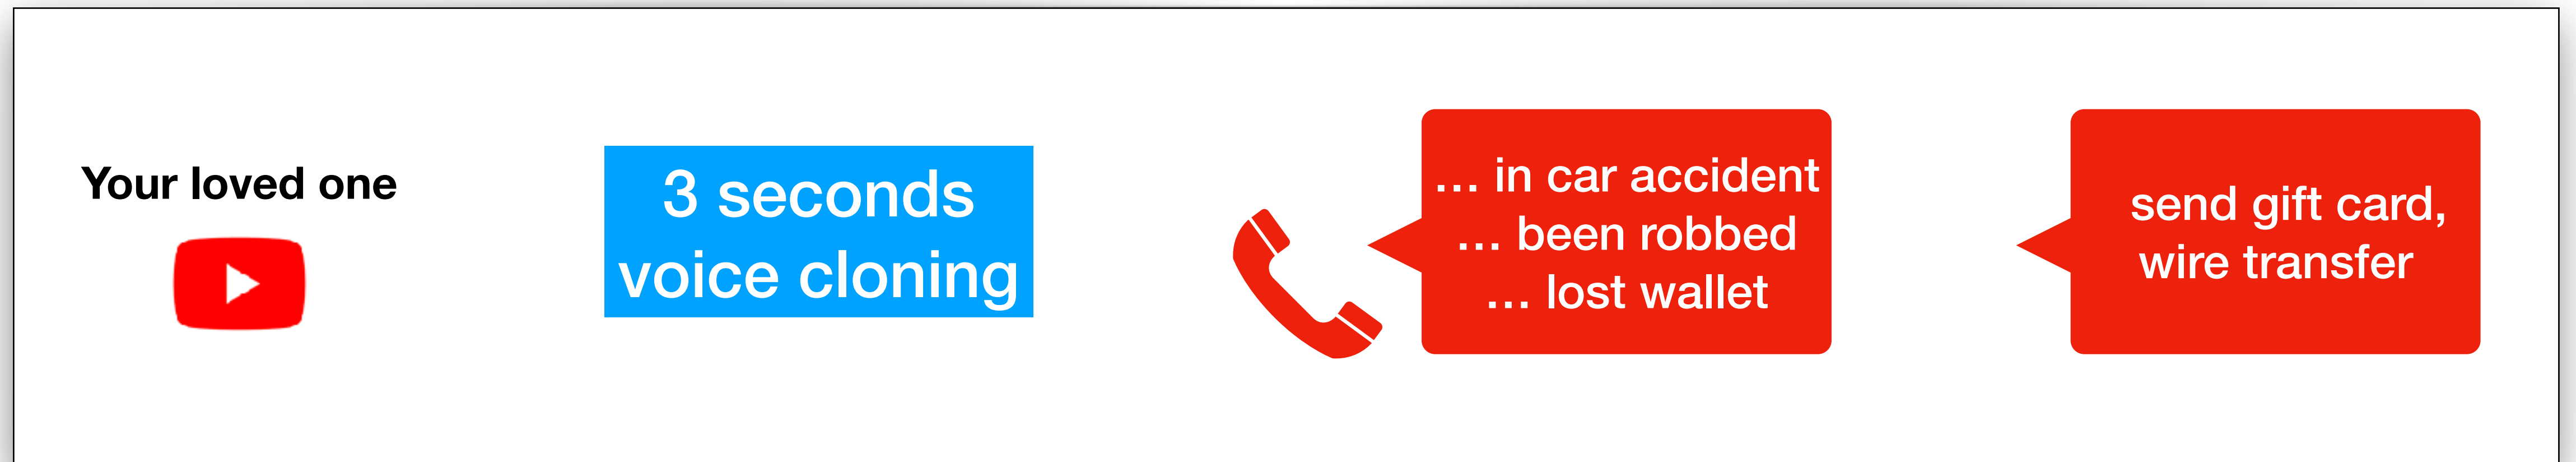 Your loved one
3 seconds
voice cloning
... in car accident
... been robbed
... lost wallet
send gift card,
wire transfer